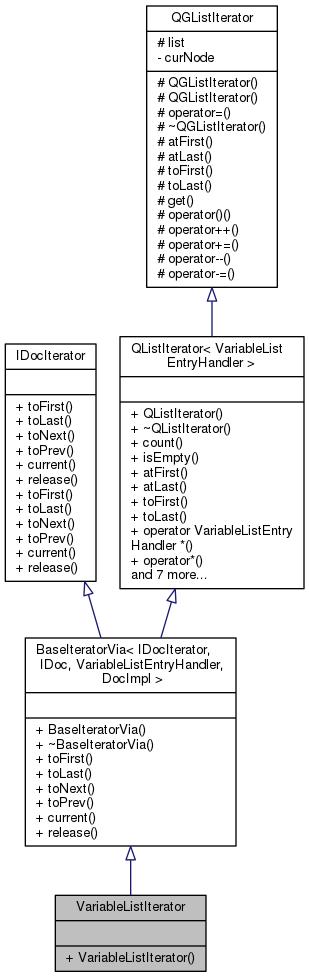 QGListIterator
# list
- curNode
# QGListIterator()
# QGListIterator()
# operator=()
# ~QGListIterator()
# atFirst()
# atLast()
# toFirst()
# toLast()
# get()
# operator()()
# operator++()
# operator+=()
# operator--()
# operator-=()
IDocIterator
+ toFirst()
+ toLast()
+ toNext()
+ toPrev()
+ current()
+ release()
+ toFirst()
+ toLast()
+ toNext()
+ toPrev()
+ current()
+ release()
QListIterator< VariableList
EntryHandler >
+ QListIterator()
+ ~QListIterator()
+ count()
+ isEmpty()
+ atFirst()
+ atLast()
+ toFirst()
+ toLast()
+ operator VariableListEntry
Handler *()
+ operator*()
and 7 more...
BaseIteratorVia< IDocIterator,
IDoc, VariableListEntryHandler,
DocImpl >
+ BaseIteratorVia()
+ ~BaseIteratorVia()
+ toFirst()
+ toLast()
+ toNext()
+ toPrev()
+ current()
+ release()
VariableListIterator
+ VariableListIterator()